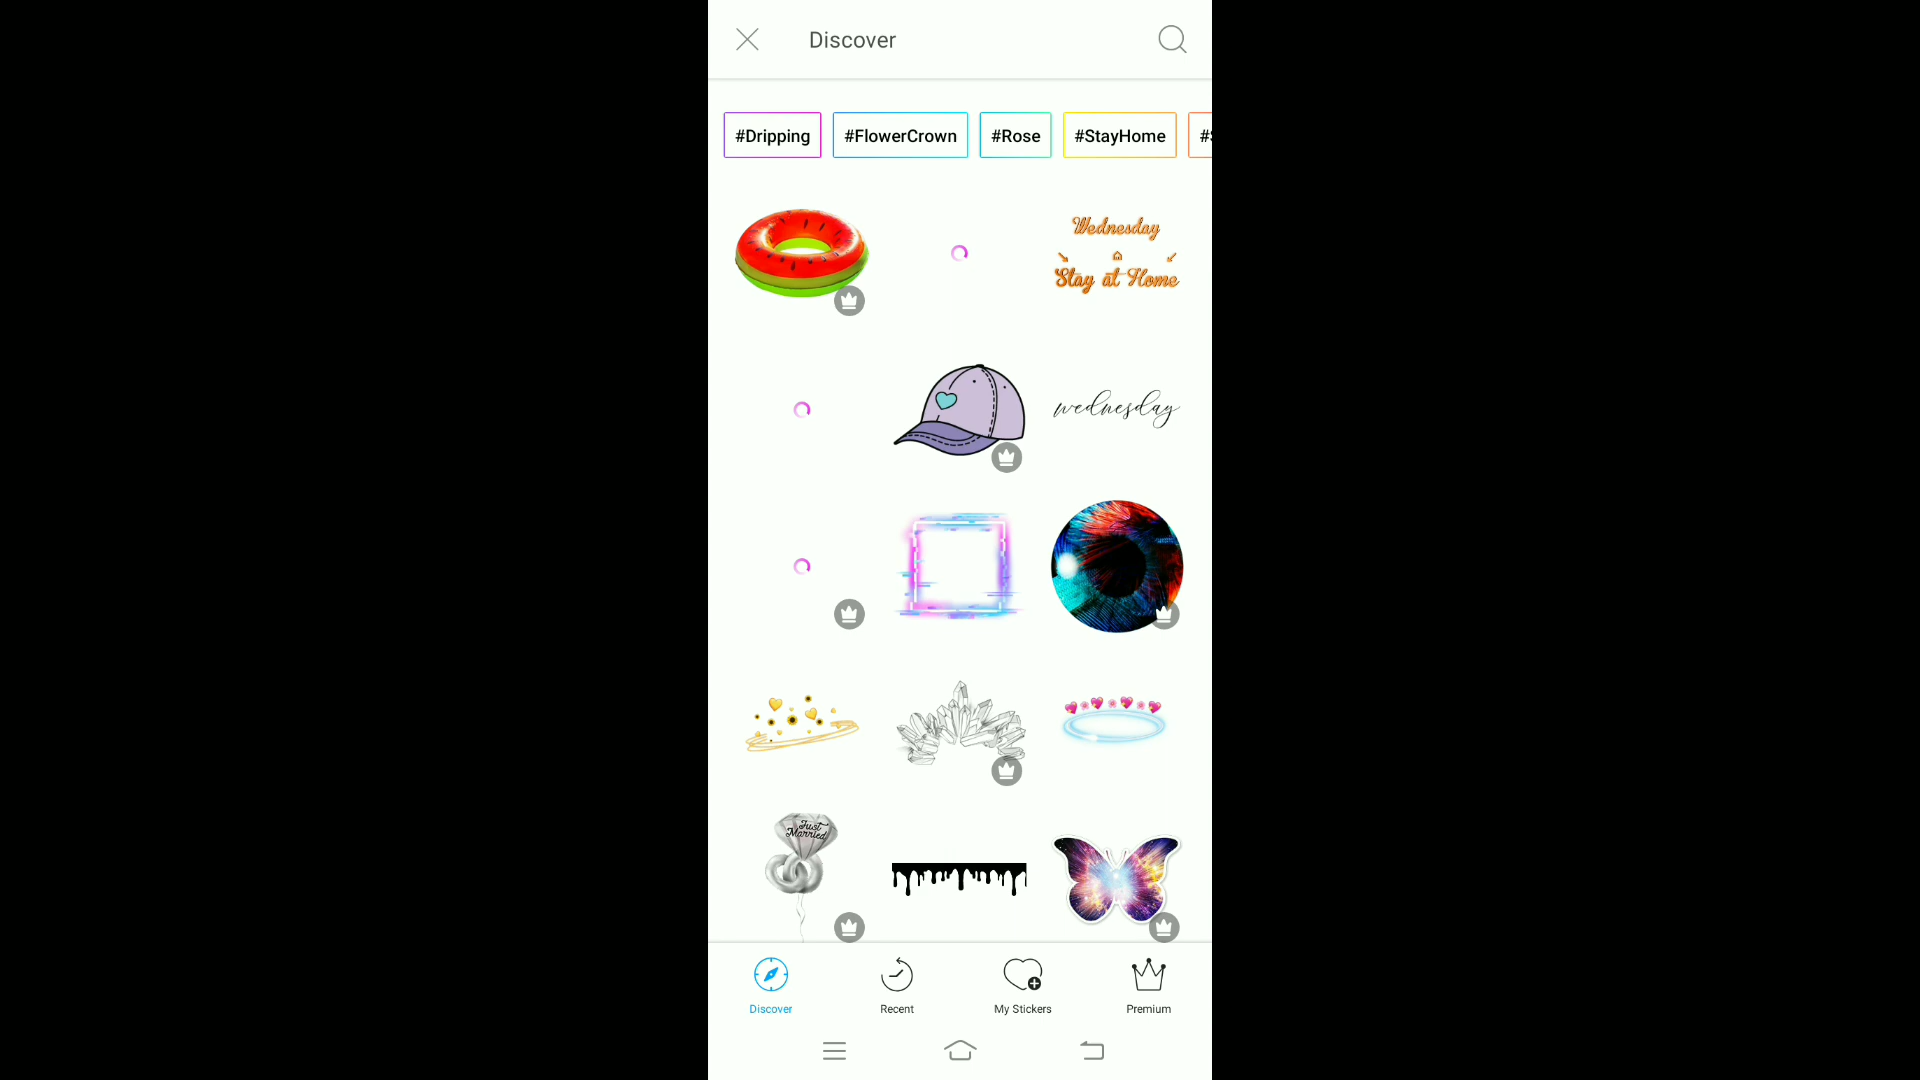 Discover
#Dripping #FlowerCrown #Rose #StayHome
Wednesday
Stay at Home
wednesday
Just
Married
Discover Recent My Stickers Premium